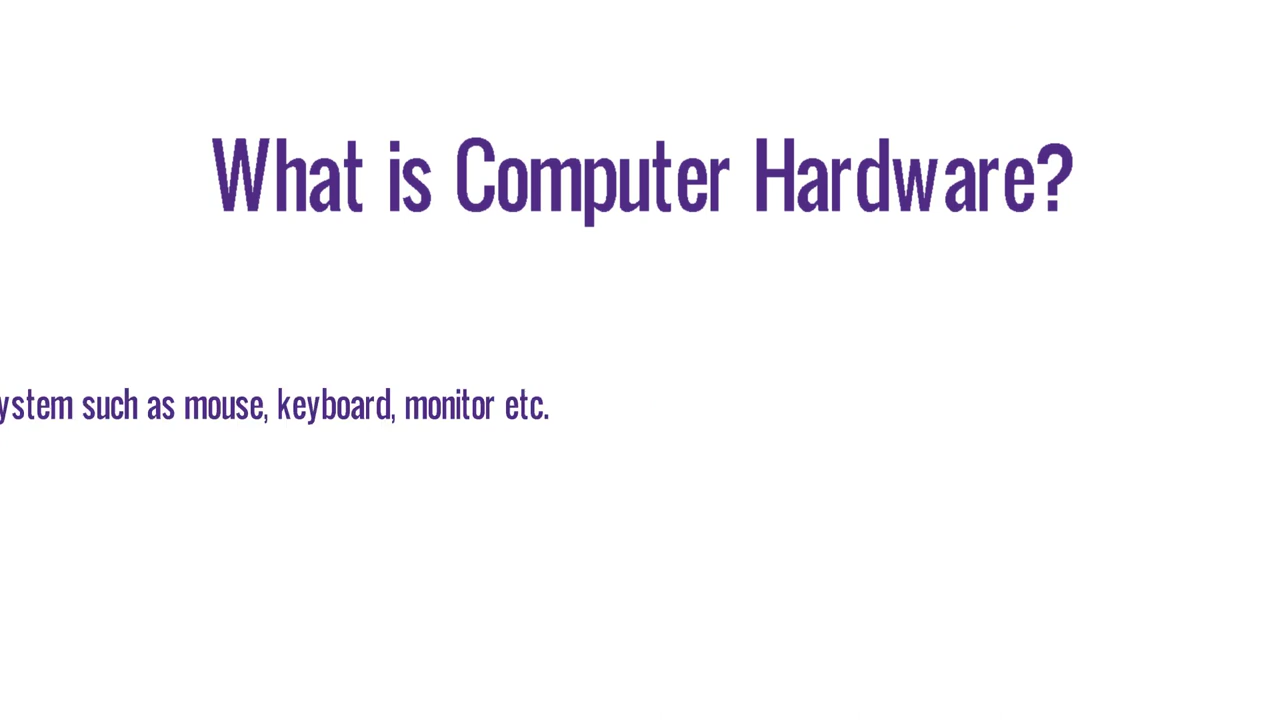 What is Computer Hardware?
ystem such as mouse, keyboard, monitor etc.